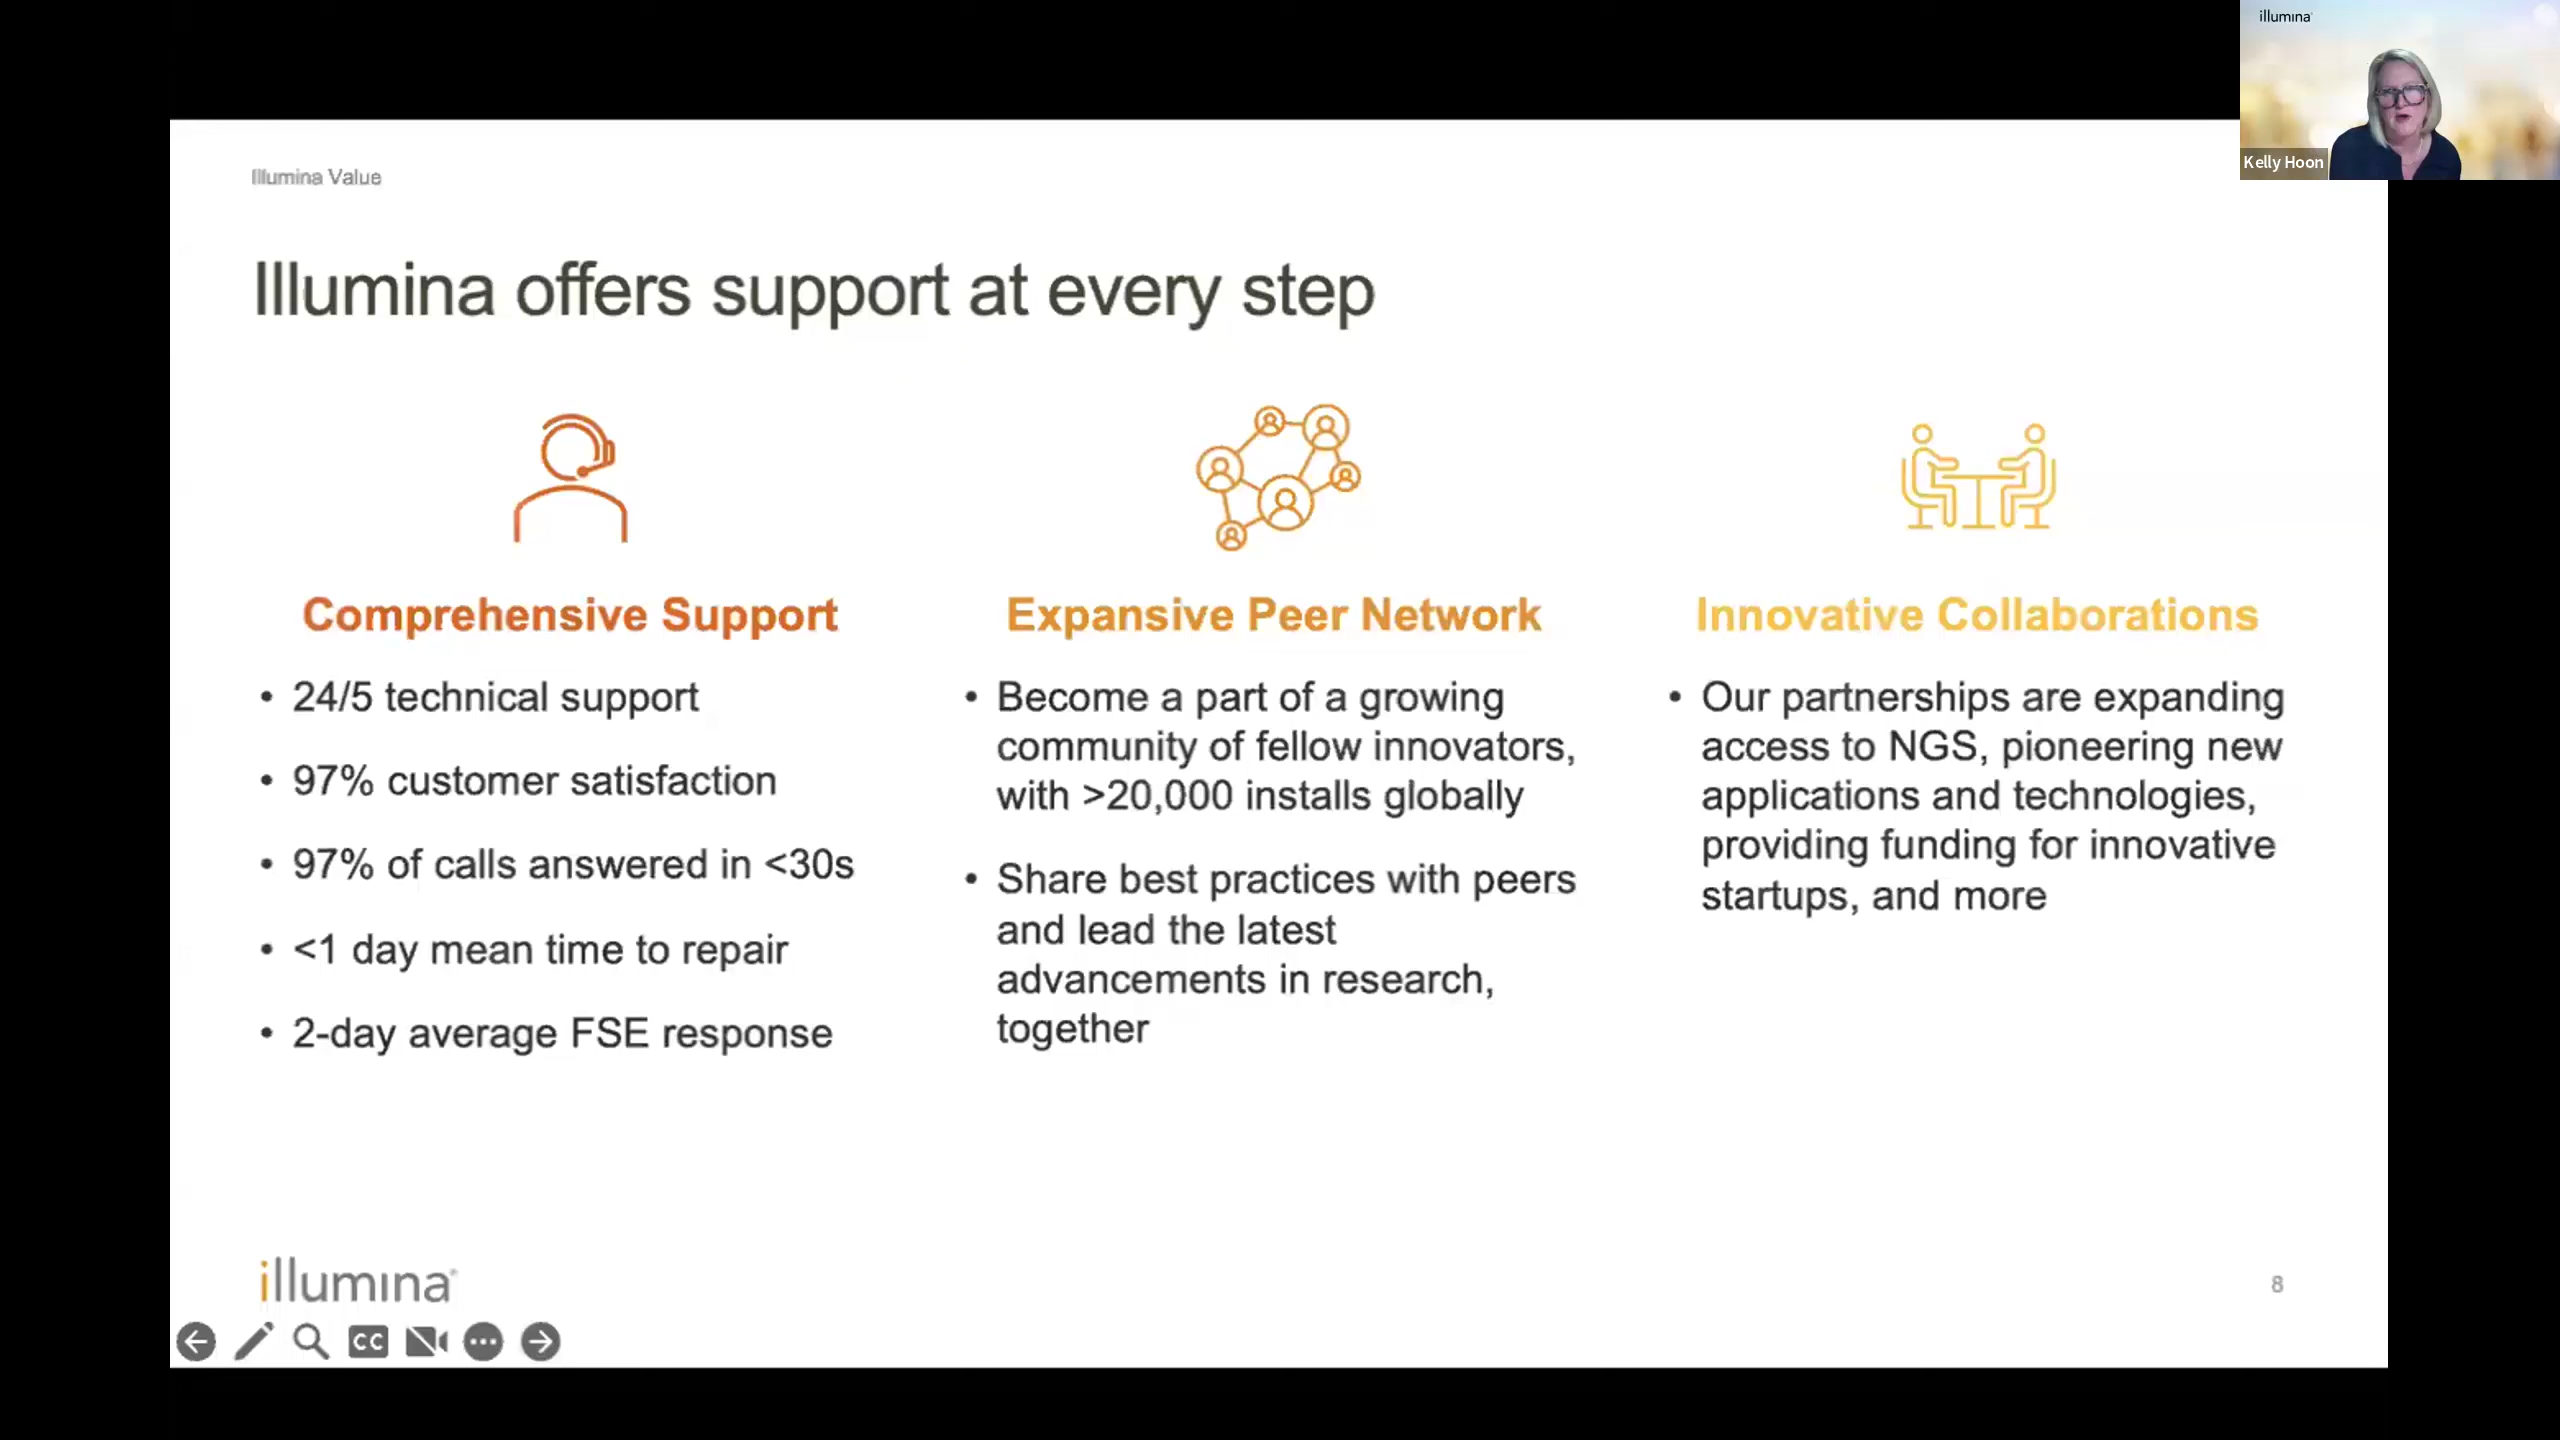 illumina
Kelly Hoon
Illumina Value
Illumina offers support at every step
Comprehensive Support
• 24/5 technical support
• 97% customer satisfaction
• 97% of calls answered in <30s
• <1 day mean time to repair
• 2-day average FSE response
Expansive Peer Network
• Become a part of a growing
community of fellow innovators,
with >20,000 installs globally
• Share best practices with peers
and lead the latest
advancements in research,
together
Innovative Collaborations
• Our partnerships are expanding
access to NGS, pioneering new
applications and technologies,
providing funding for innovative
startups, and more
illumina
8
CC